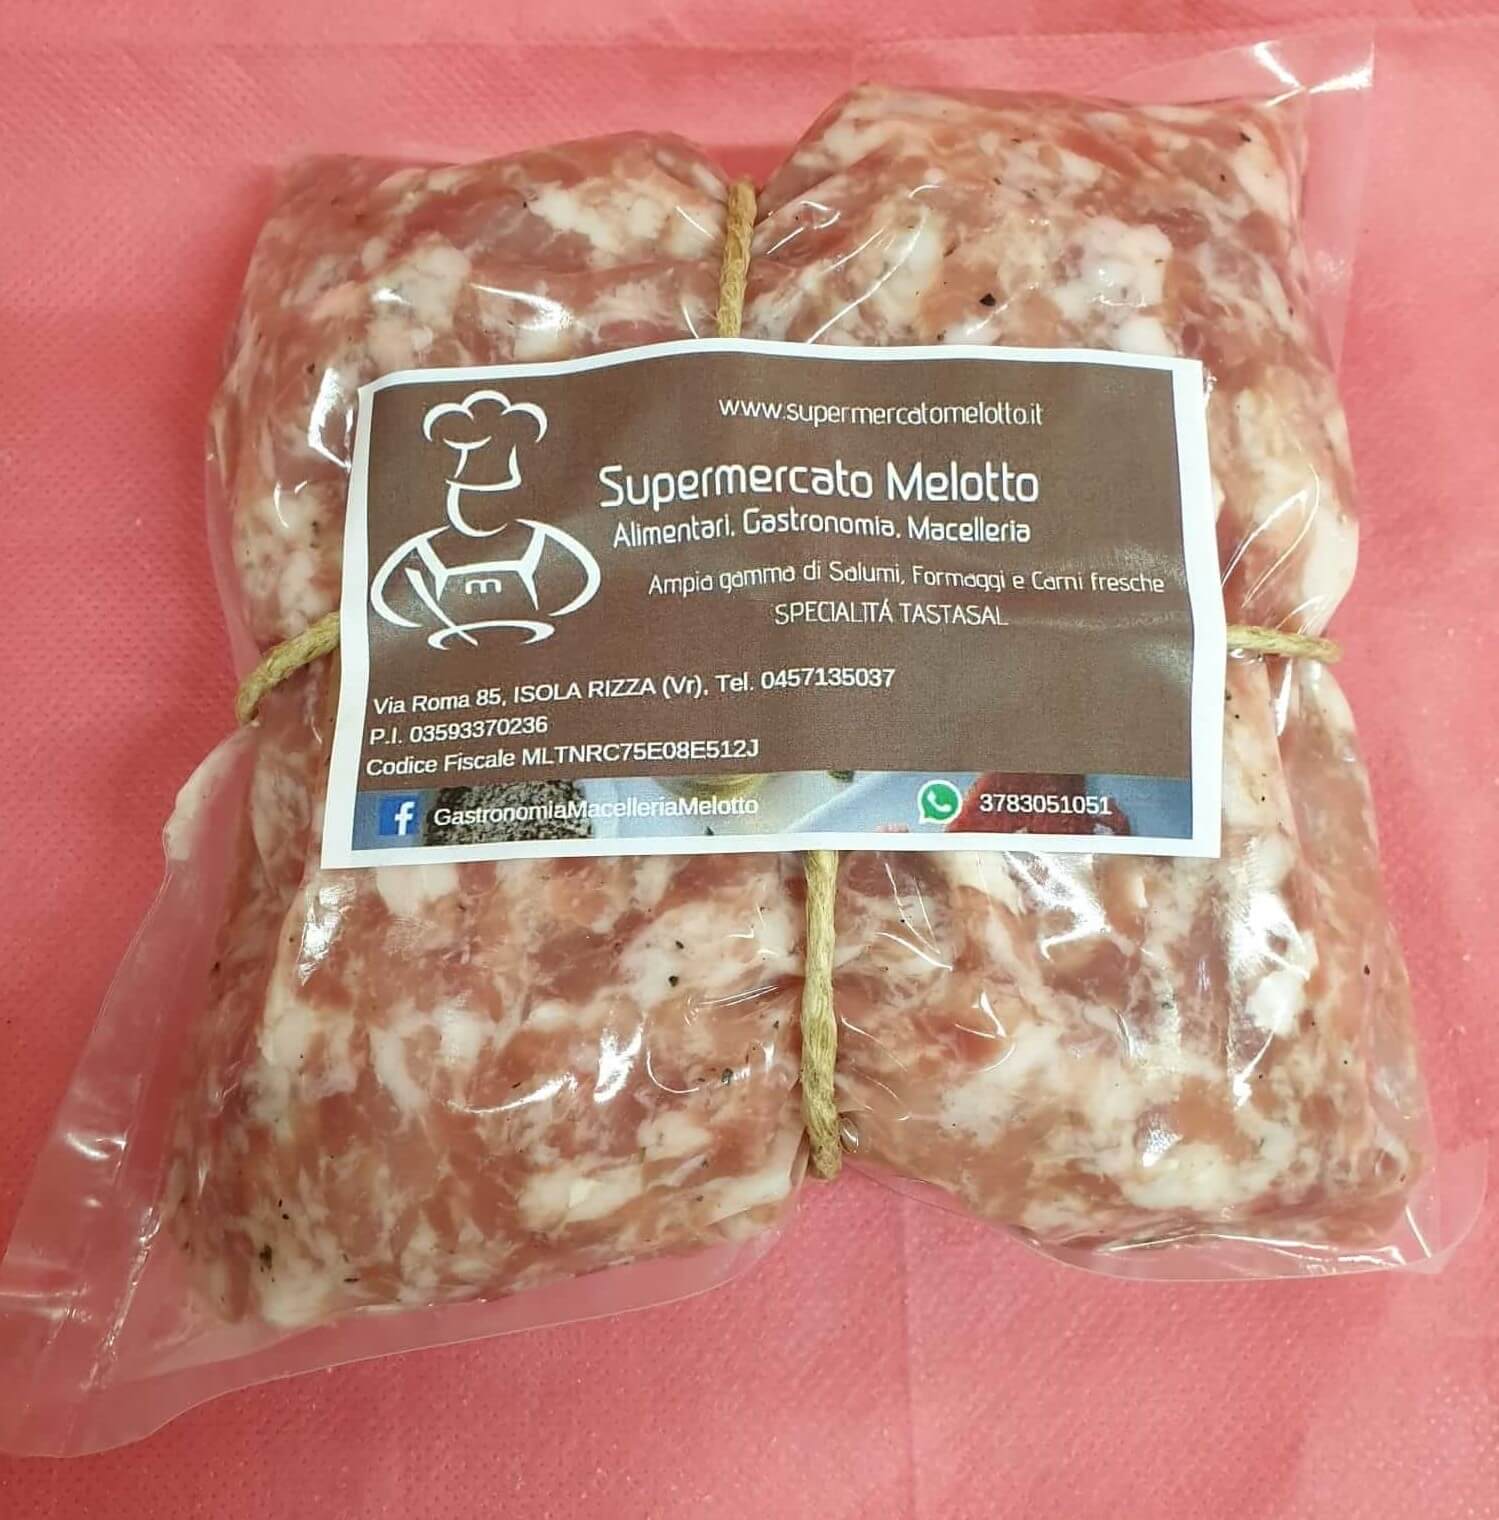 www.supermercatomelotto.it
Supermercato Melotto
Alimentari, Gastronomia, Macelleria
Ampia gamma di Salumi, Formaggi e Carni fresche
SPECIALITÁ TASTASAL
m
Via Roma 85, ISOLA RIZZA (Vr), Tel. 0457135037
P.I. 03593370236
Codice Fiscale MLTNRC75E08E512J
f GastronomiaMacelleriaMelotto 3783051051